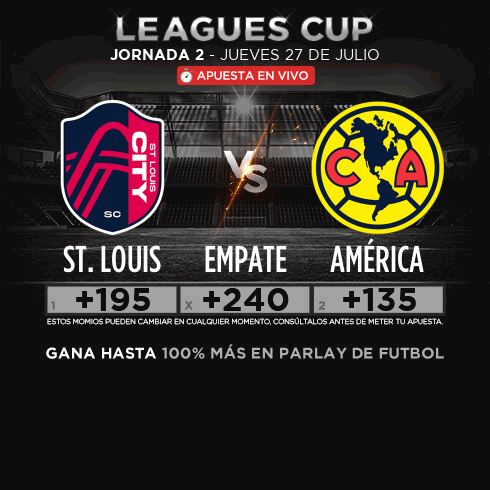 LEAGUES CUP
JORNADA 2 - JUEVES 27 DE JULIO
APUESTA EN VIVO
CITY
ST LOUIS
SC
VS
CA
ST. LOUIS EMPATE AMÉRICA
1 +195 X +240 2 +135
ESTOS MOMIOS PUEDEN CAMBIAR EN CUALQUIER MOMENTO, CONSÚLTALOS ANTES DE METER TU APUESTA.
GANA HASTA 100% MÁS EN PARLAY DE FUTBOL